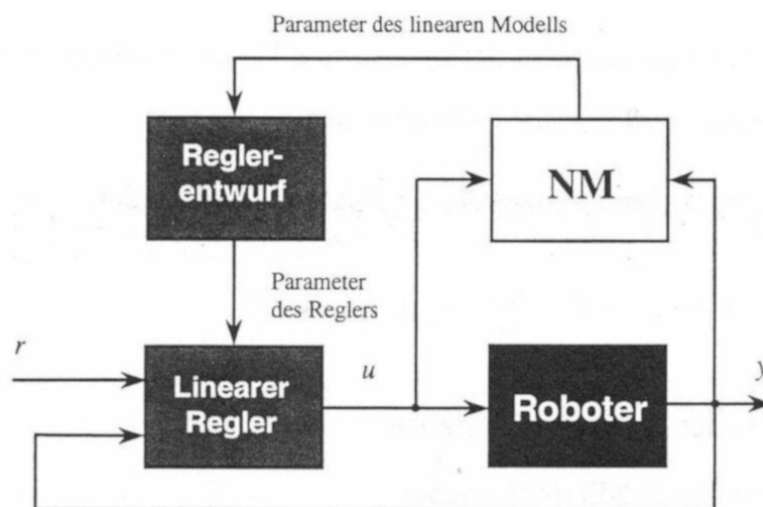 Parameter des linearen Modells
Regler-
entwurf
NM
Parameter
des Reglers
r
Linearer
Regler
u
Roboter
y